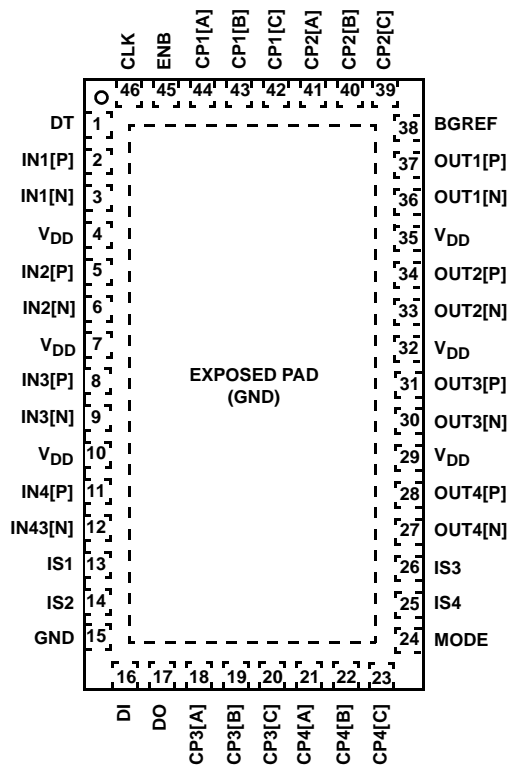 CLK
ENB
CP1[A]
CP1[B]
CP1[C]
CP2[A]
CP2[B]
CP2[C]
46
45
44
43
42
41
40
39
DT 1
IN1[P] 2
IN1[N] 3
VDD 4
IN2[P] 5
IN2[N] 6
VDD 7
IN3[P] 8
IN3[N] 9
VDD 10
IN4[P] 11
IN43[N] 12
IS1 13
IS2 14
GND 15
EXPOSED PAD
(GND)
38 BGREF
37 OUT1[P]
36 OUT1[N]
35 VDD
34 OUT2[P]
33 OUT2[N]
32 VDD
31 OUT3[P]
30 OUT3[N]
29 VDD
28 OUT4[P]
27 OUT4[N]
26 IS3
25 IS4
24 MODE
16
17
18
19
20
21
22
23
DI
DO
CP3[A]
CP3[B]
CP3[C]
CP4[A]
CP4[B]
CP4[C]